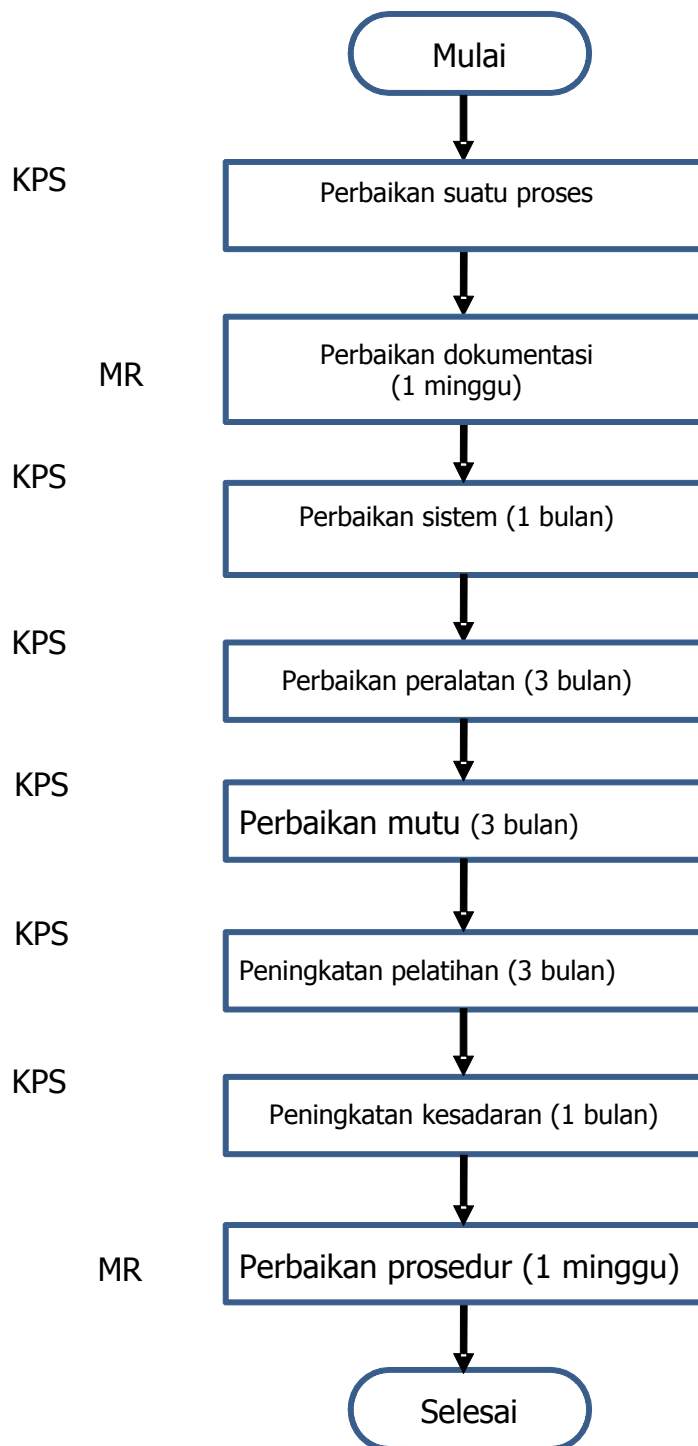 Mulai
KPS
Perbaikan suatu proses
MR
Perbaikan dokumentasi
(1 minggu)
KPS
Perbaikan sistem (1 bulan)
KPS
Perbaikan peralatan (3 bulan)
KPS
Perbaikan mutu (3 bulan)
KPS
Peningkatan pelatihan (3 bulan)
KPS
Peningkatan kesadaran (1 bulan)
MR
Perbaikan prosedur (1 minggu)
Selesai